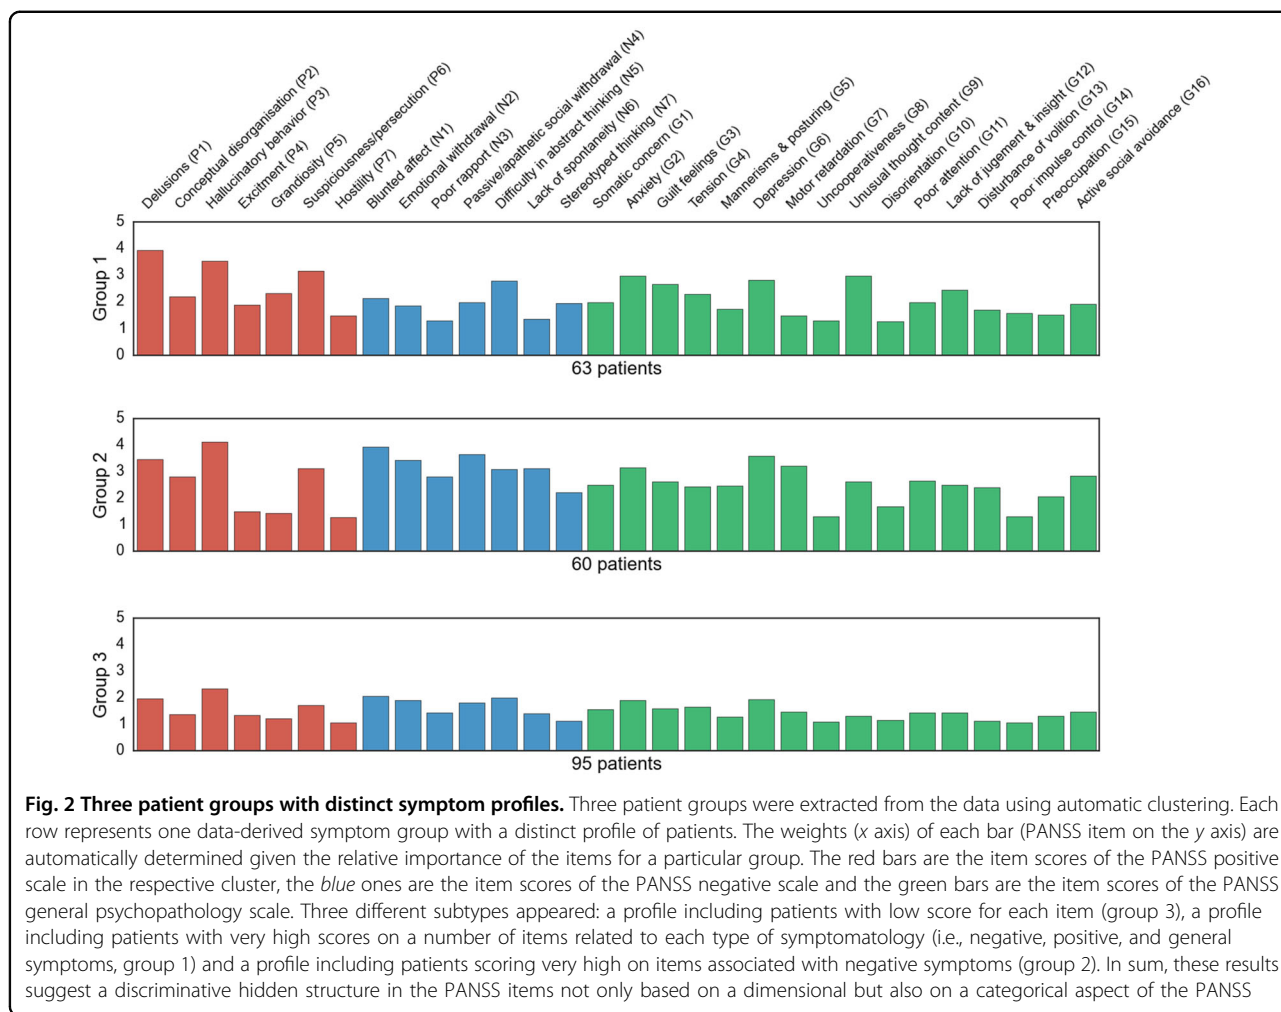 Delusions (P1)
Conceptual disorganisation (P2)
Hallucinatory behavior (P3)
Excitment (P4)
Grandiosity (P5)
Suspiciousness/persecution (P6)
Hostility (P7)
Blunted affect (N1)
Emotional withdrawal (N2)
Poor rapport (N3)
Passive/apathetic social withdrawal (N4)
Difficulty in abstract thinking (N5)
Lack of spontaneity (N6)
Stereotyped thinking (N7)
Somatic concern (G1)
Anxiety (G2)
Guilt feelings (G3)
Tension (G4)
Mannerisms & posturing (G5)
Depression (G6)
Motor retardation (G7)
Uncooperativeness (G8)
Unusual thought content (G9)
Disorientation (G10)
Poor attention (G11)
Lack of jugement & insight (G12)
Disturbance of volition (G13)
Poor impulse control (G14)
Preoccupation (G15)
Active social avoidance (G16)
Group 1
5
4
3
2
1
0
63 patients
Group 2
5
4
3
2
1
0
60 patients
Group 3
5
4
3
2
1
0
95 patients
Fig. 2 Three patient groups with distinct symptom profiles. Three patient groups were extracted from the data using automatic clustering. Each
row represents one data-derived symptom group with a distinct profile of patients. The weights (x axis) of each bar (PANSS item on the y axis) are
automatically determined given the relative importance of the items for a particular group. The red bars are the item scores of the PANSS positive
scale in the respective cluster, the blue ones are the item scores of the PANSS negative scale and the green bars are the item scores of the PANSS
general psychopathology scale. Three different subtypes appeared: a profile including patients with low score for each item (group 3), a profile
including patients with very high scores on a number of items related to each type of symptomatology (i.e., negative, positive, and general
symptoms, group 1) and a profile including patients scoring very high on items associated with negative symptoms (group 2). In sum, these results
suggest a discriminative hidden structure in the PANSS items not only based on a dimensional but also on a categorical aspect of the PANSS